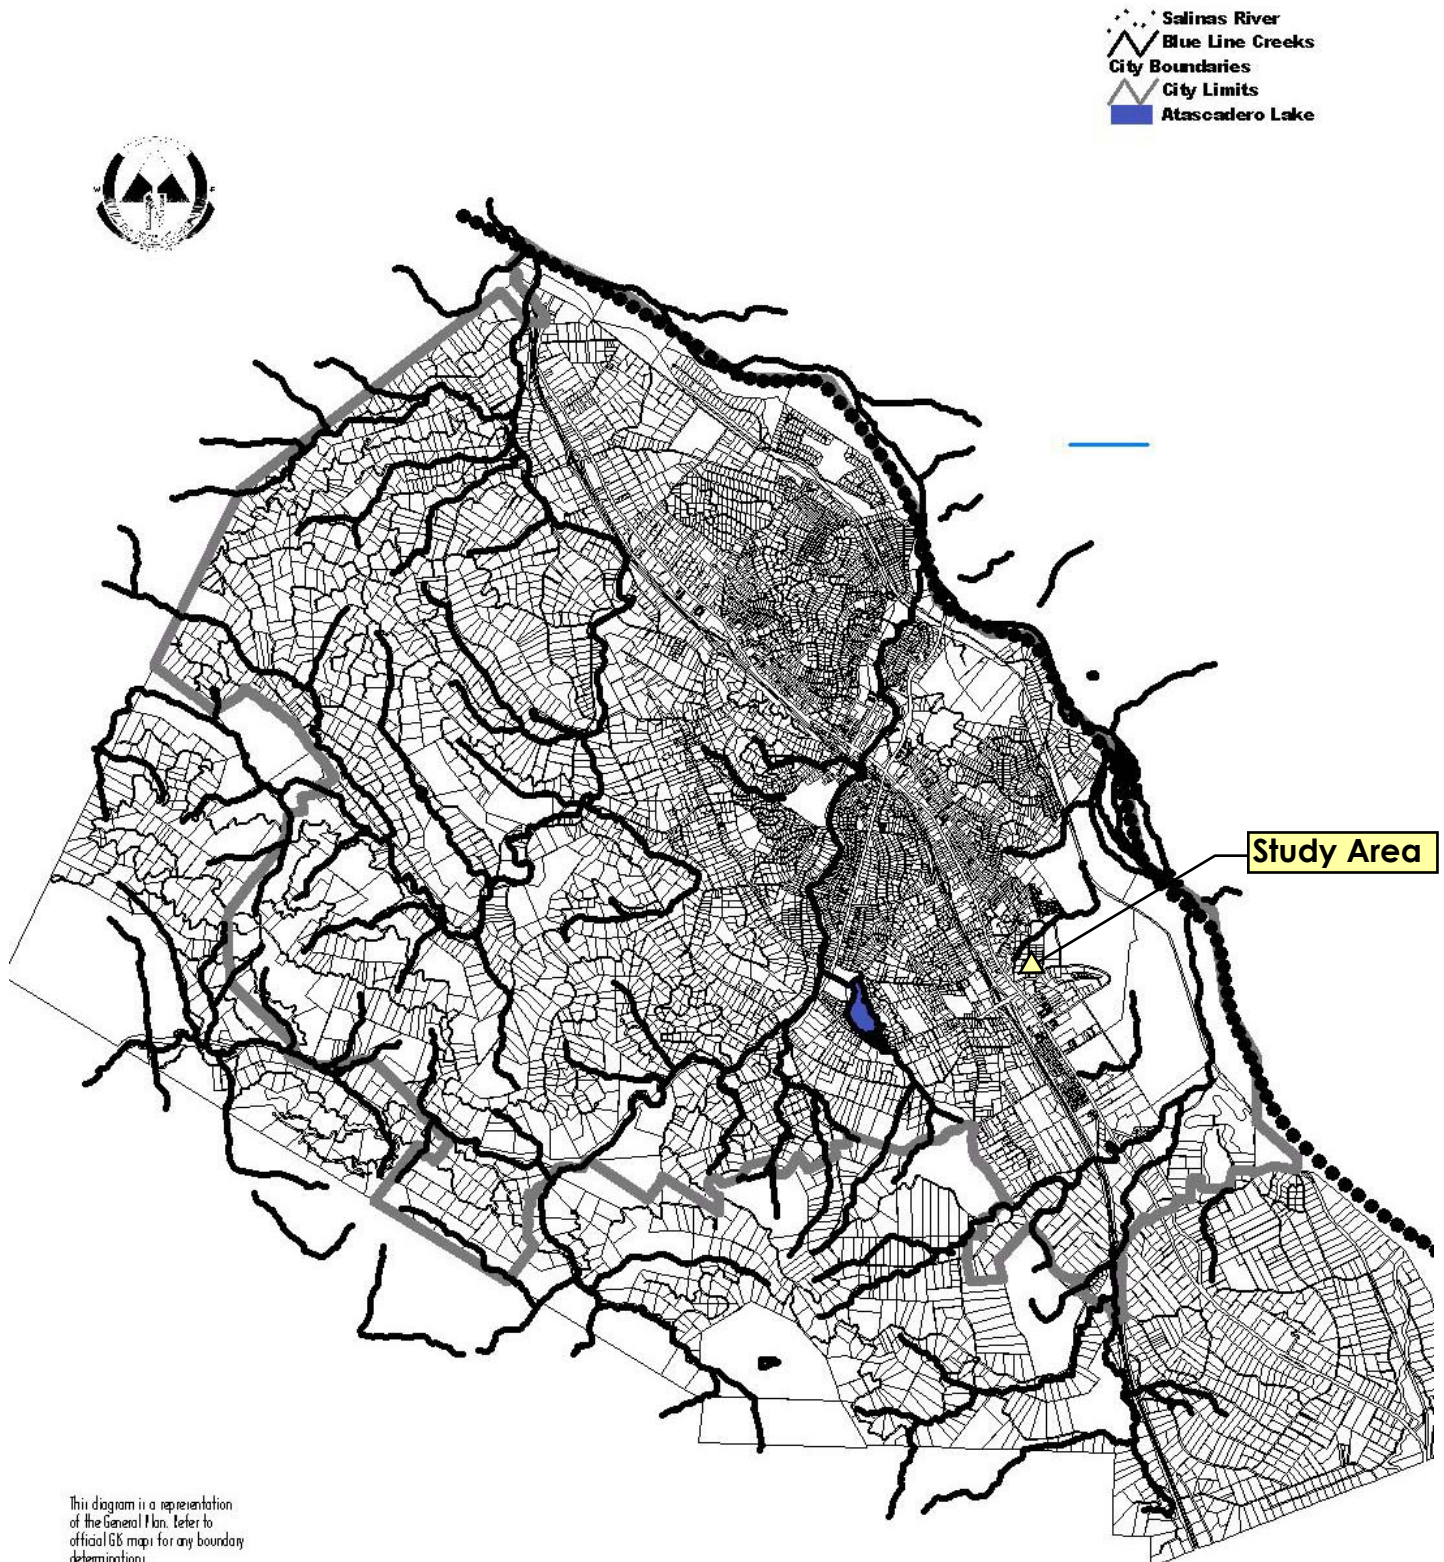 Salinas River
Blue Line Creeks
City Boundaries
City Limits
Atascadero Lake
W E
N
Study Area
This diagram is a representation
of the General Plan. Refer to
official GIS maps for any boundary
determinations